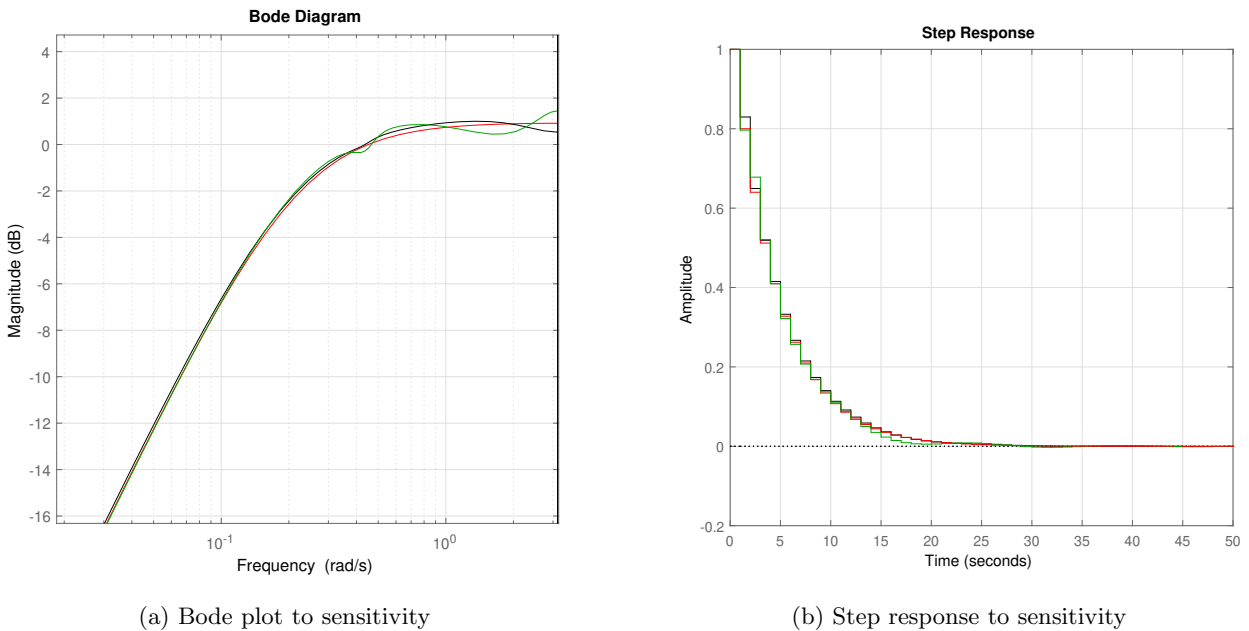 Bode Diagram
Magnitude (dB)
4
2
0
-2
-4
-6
-8
-10
-12
-14
-16
10^-1
10^0
Frequency (rad/s)
(a) Bode plot to sensitivity
Step Response
Amplitude
1
0.8
0.6
0.4
0.2
0
-0.2
0 5 10 15 20 25 30 35 40 45 50
Time (seconds)
(b) Step response to sensitivity